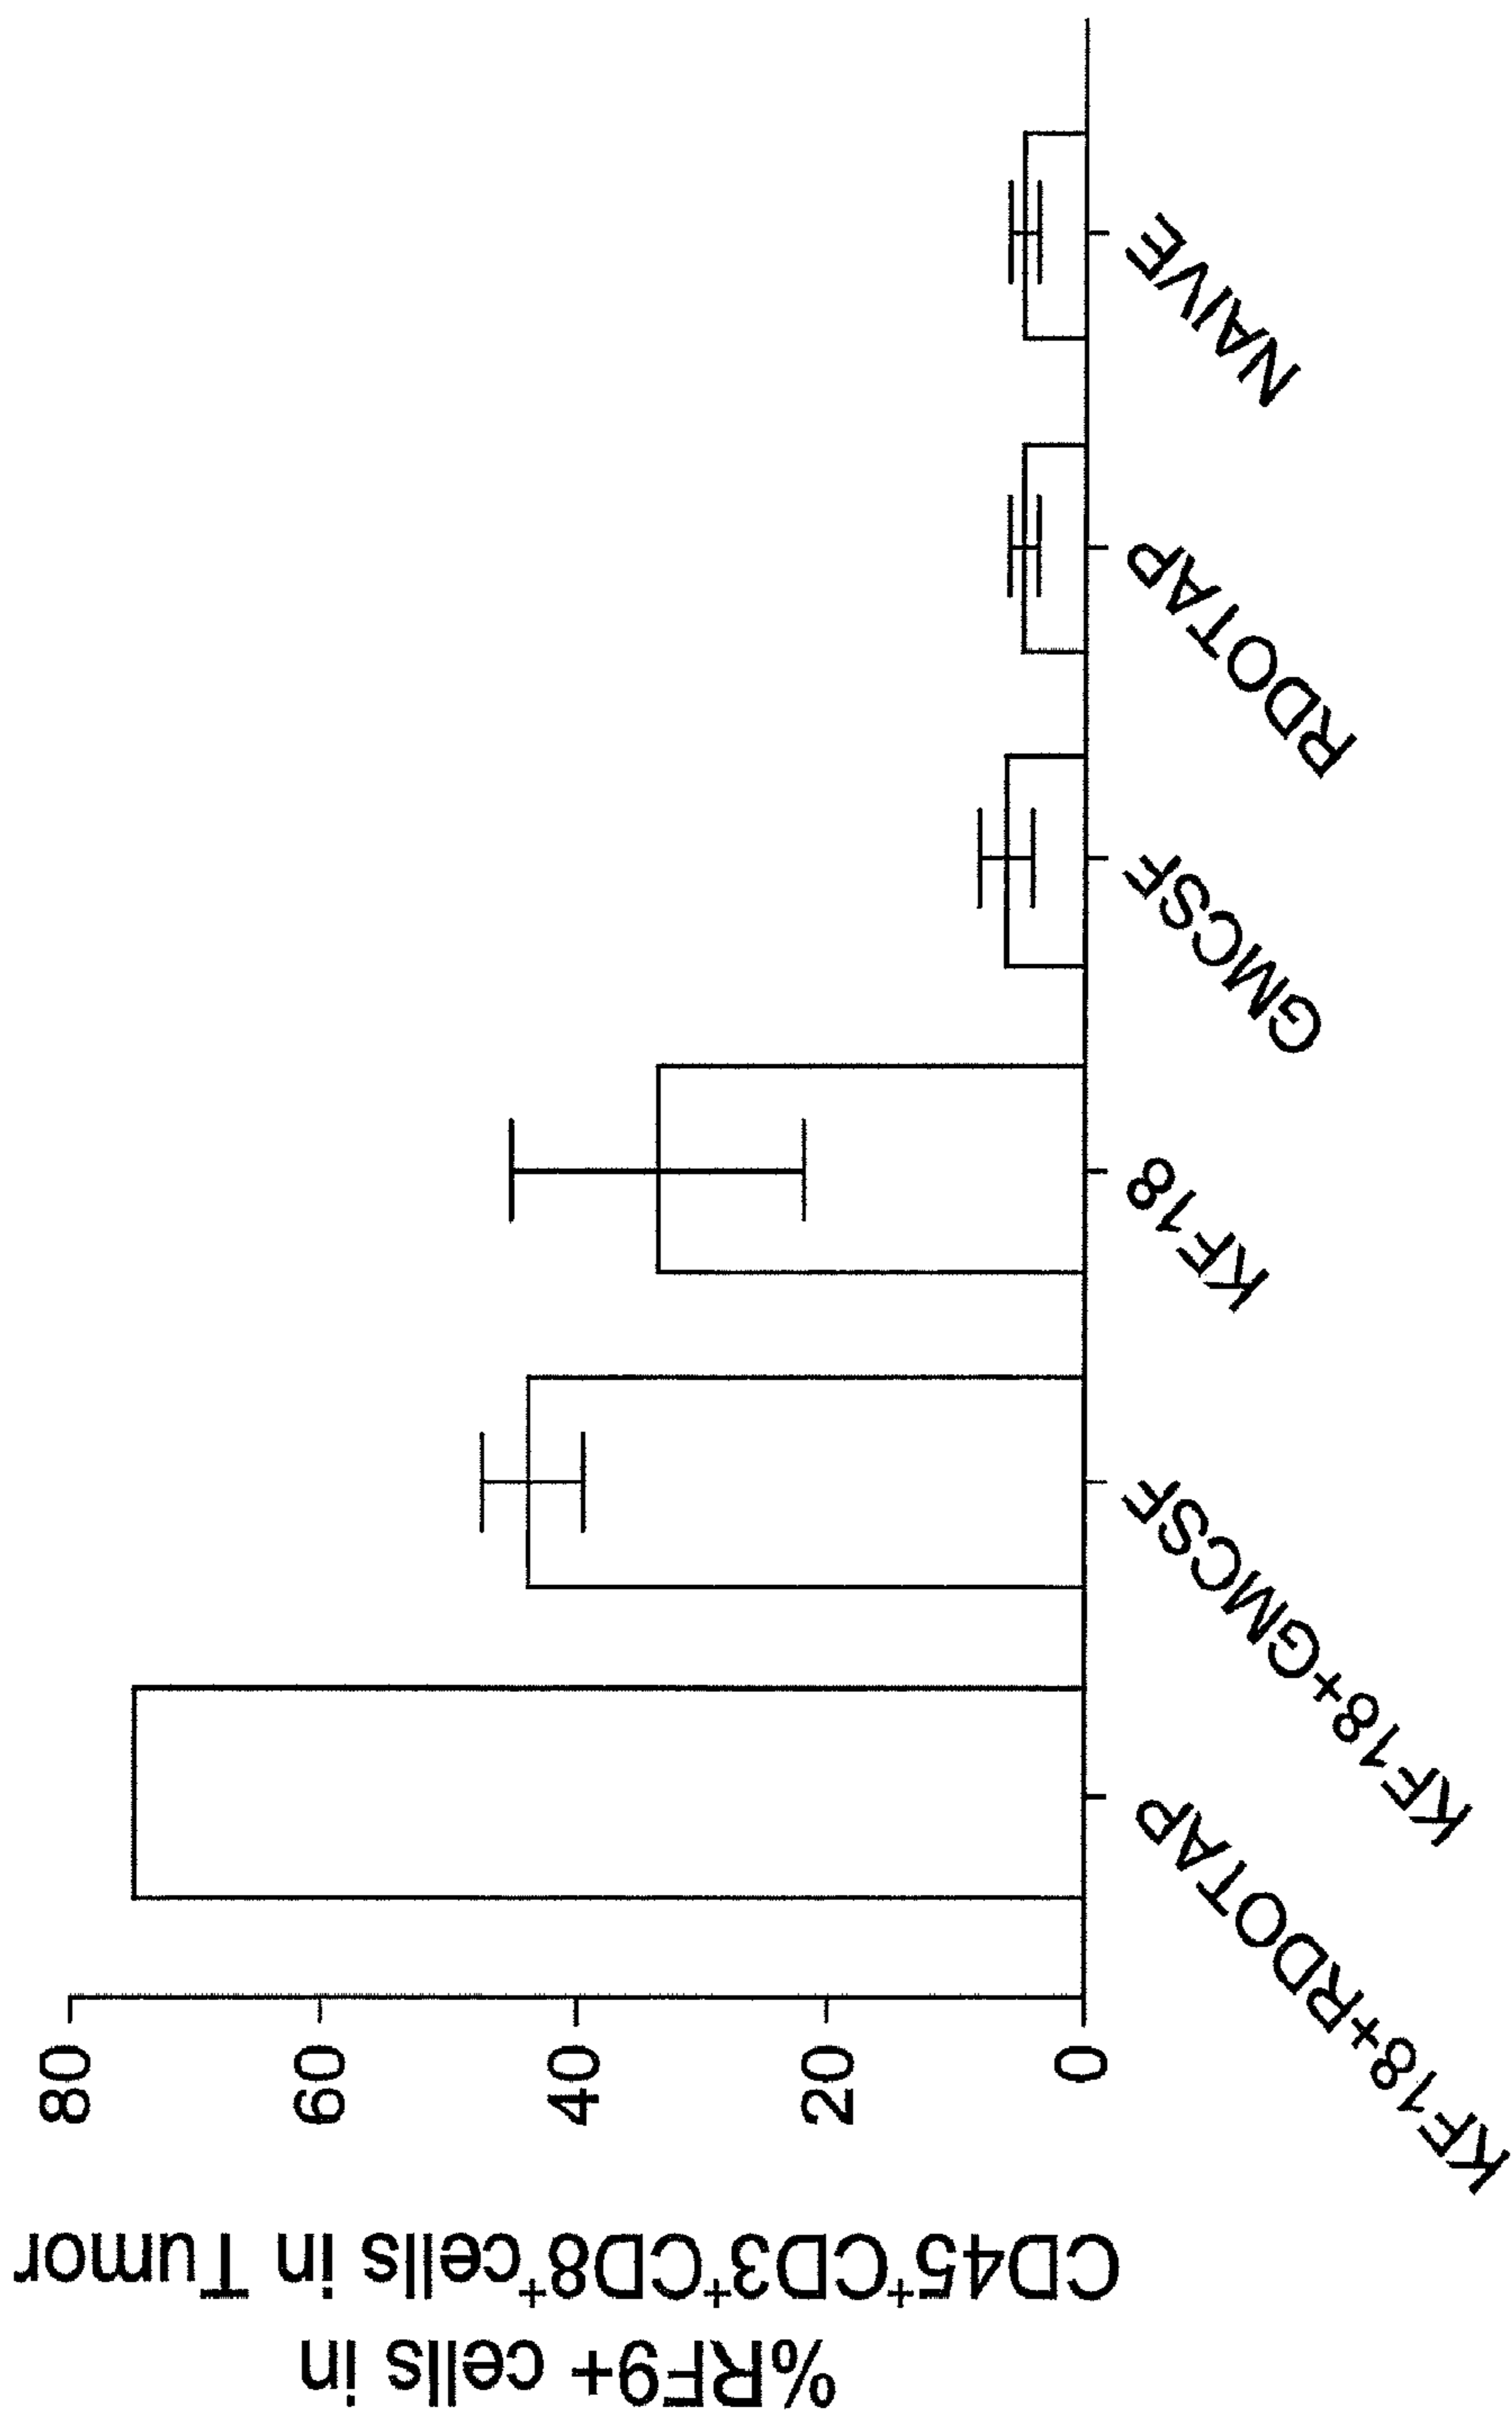 %RF9+ cells in
CD45⁺CD3⁺CD8⁺cells in Tumor
80
60
40
20
0
KF18+RDOTAP
KF18+GMCSF
KF18
GMCSF
RDOTAP
NAIVE